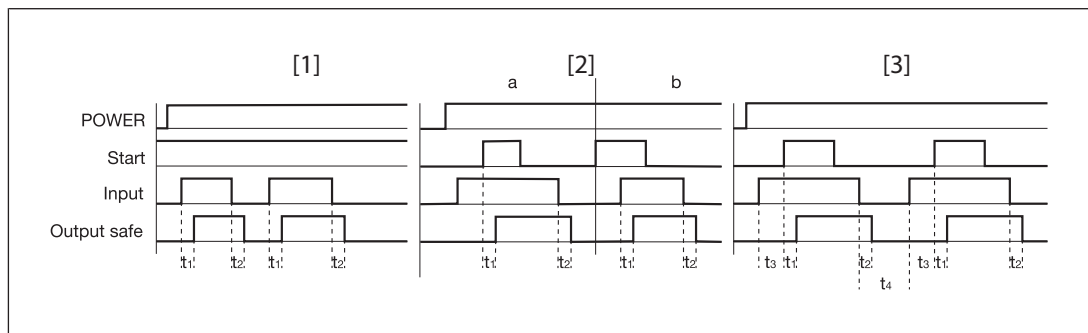 [1] [2] [3]
a b
POWER
Start
Input
Output safe
t1 t2 t1 t2 t1 t2 t1 t2 t3 t1 t2 t3 t1 t2
t4